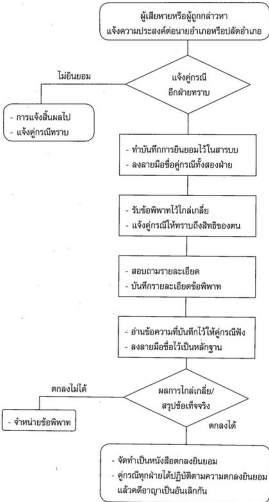 ผู้เสียหายหรือผู้ถูกกล่าวหา
แจ้งความประสงค์ต่อนายอำเภอหรือปลัดอำเภอ
ไม่ยินยอม
แจ้งคู่กรณี
อีกฝ่ายทราบ
- การแจ้งสิ้นผลไป
- แจ้งคู่กรณีทราบ
- ทำบันทึกการยินยอมไว้ในสารบบ
- ลงลายมือชื่อคู่กรณีทั้งสองฝ่าย
- รับข้อพิพาทไว้ไกล่เกลี่ย
- แจ้งคู่กรณีให้ทราบถึงสิทธิของตน
- สอบถามรายละเอียด
- บันทึกรายละเอียดข้อพิพาท
- อ่านข้อความที่บันทึกไว้ให้คู่กรณีฟัง
- ลงลายมือชื่อไว้เป็นหลักฐาน
ตกลงไม่ได้
ผลการไกล่เกลี่ย/
สรุปข้อเท็จจริง
- จำหน่ายข้อพิพาท
ตกลงได้
- จัดทำเป็นหนังสือตกลงยินยอม
- คู่กรณีทุกฝ่ายได้ปฏิบัติตามความตกลงยินยอม
แล้วคดีอาญาเป็นอันเลิกกัน